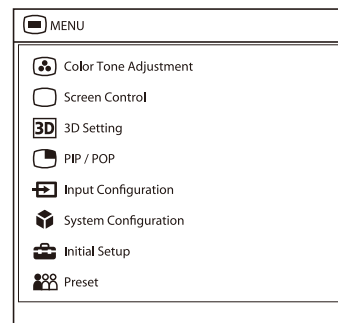 MENU
Color Tone Adjustment
Screen Control
3D 3D Setting
PIP / POP
Input Configuration
System Configuration
Initial Setup
Preset